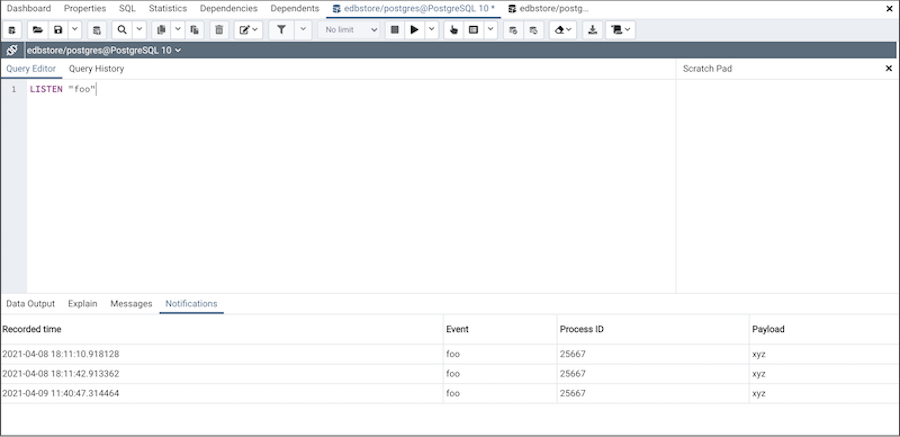 Dashboard Properties SQL Statistics Dependencies Dependents edbstore/postgres@PostgreSQL 10 * edbstore/postg...
No limit
edbstore/postgres@PostgreSQL 10
Query Editor Query History Scratch Pad
1 LISTEN "foo"
Data Output Explain Messages Notifications
Recorded time Event Process ID Payload
2021-04-08 18:11:10.918128 foo 25667 xyz
2021-04-08 18:11:42.913362 foo 25667 xyz
2021-04-09 11:40:47.314464 foo 25667 xyz